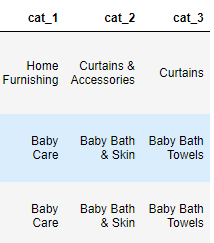 cat_1 cat_2 cat_3
Home Furnishing Curtains & Accessories Curtains
Baby Care Baby Bath & Skin Baby Bath Towels
Baby Care Baby Bath & Skin Baby Bath Towels